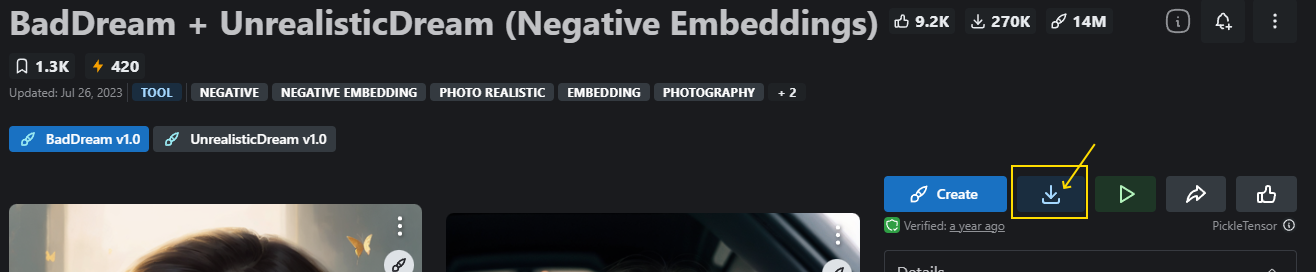 BadDream + UnrealisticDream (Negative Embeddings) 9.2K 270K 14M
1.3K 420
Updated: Jul 26, 2023 TOOL NEGATIVE NEGATIVE EMBEDDING PHOTO REALISTIC EMBEDDING PHOTOGRAPHY + 2
BadDream v1.0 UnrealisticDream v1.0
Create
Verified: a year ago PickleTensor
Details